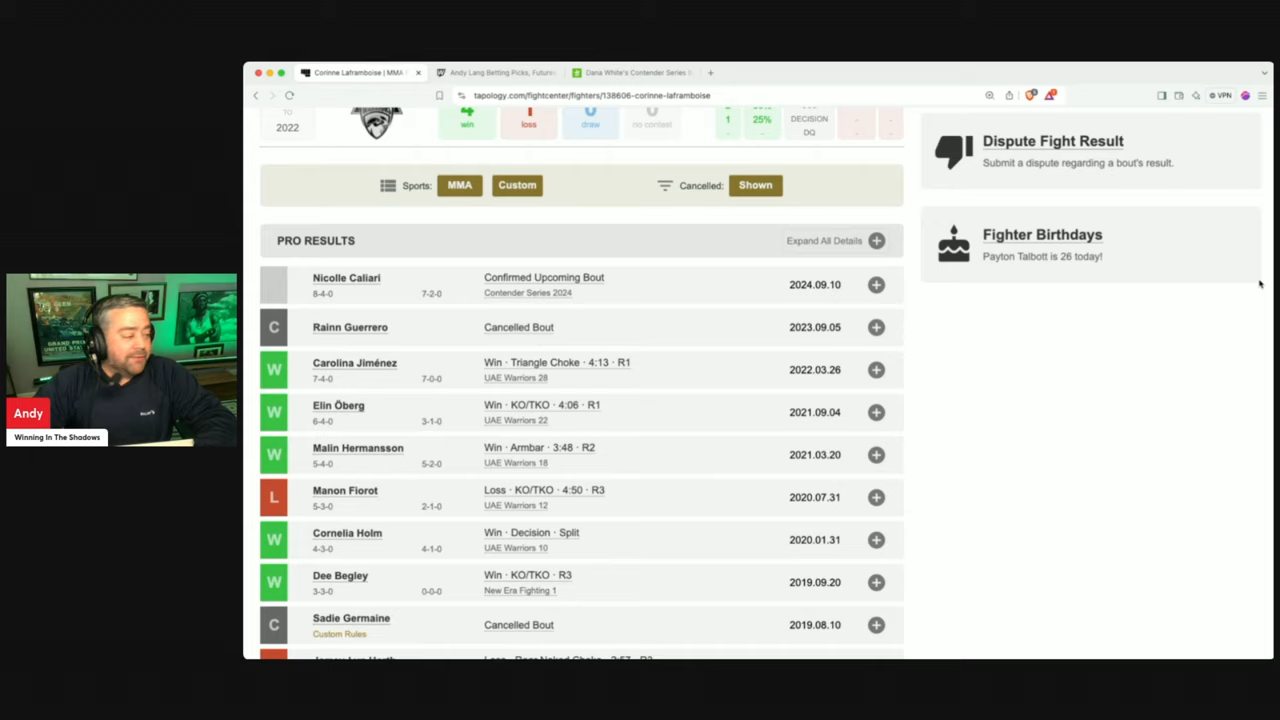 Corinne Laframboise | MMA
Andy Lang Betting Picks, Futures
Dana White's Contender Series
tapology.com/fightcenter/fighters/138606-corinne-laframboise
VPN
TO
2022
4
win
1
loss
0
draw
0
no contest
1
25%
DECISION
DQ
Dispute Fight Result
Submit a dispute regarding a bout's result.
Sports: MMA Custom
Cancelled: Shown
Fighter Birthdays
Payton Talbott is 26 today!
PRO RESULTS
Expand All Details
Nicolle Caliari Confirmed Upcoming Bout 2024.09.10
8-4-0 7-2-0 Contender Series 2024
C Rainn Guerrero Cancelled Bout 2023.09.05
W Carolina Jiménez Win · Triangle Choke · 4:13 · R1 2022.03.26
7-4-0 7-0-0 UAE Warriors 28
W Elin Öberg Win · KO/TKO · 4:06 · R1 2021.09.04
6-4-0 3-1-0 UAE Warriors 22
W Malin Hermansson Win · Armbar · 3:48 · R2 2021.03.20
5-4-0 5-2-0 UAE Warriors 18
L Manon Fiorot Loss · KO/TKO · 4:50 · R3 2020.07.31
5-3-0 2-1-0 UAE Warriors 12
W Cornelia Holm Win · Decision · Split 2020.01.31
4-3-0 4-1-0 UAE Warriors 10
W Dee Begley Win · KO/TKO · R3 2019.09.20
3-3-0 0-0-0 New Era Fighting 1
C Sadie Germaine Cancelled Bout 2019.08.10
Custom Rules
GRAND PRIX
UNITED STATES
Andy
Winning In The Shadows